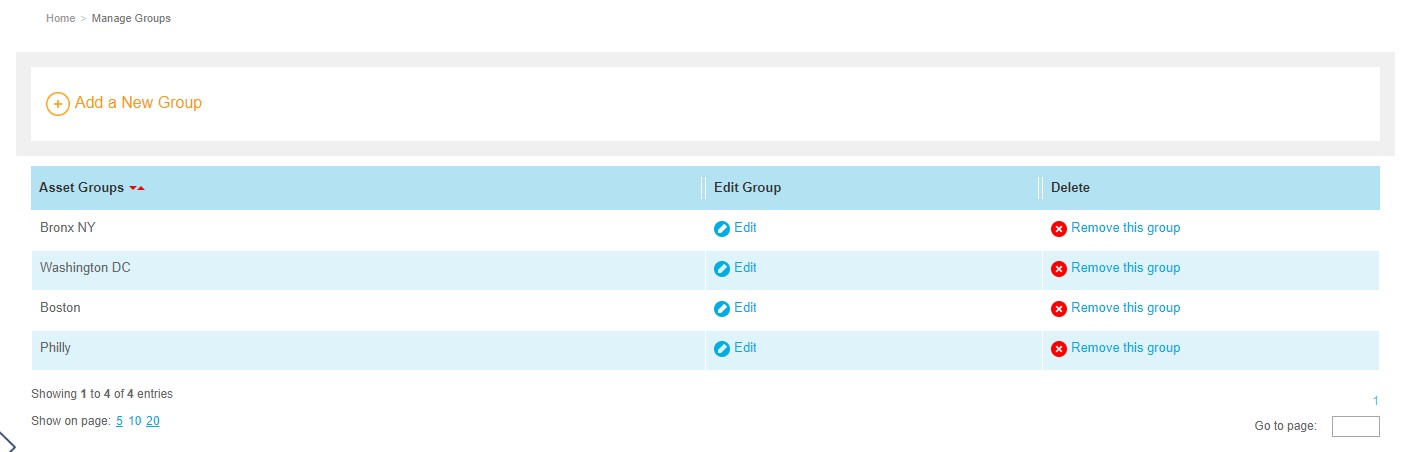 Home > Manage Groups
Add a New Group
Asset Groups Edit Group Delete
Bronx NY Edit Remove this group
Washington DC Edit Remove this group
Boston Edit Remove this group
Philly Edit Remove this group
Showing 1 to 4 of 4 entries
1
Show on page: 5 10 20
Go to page: